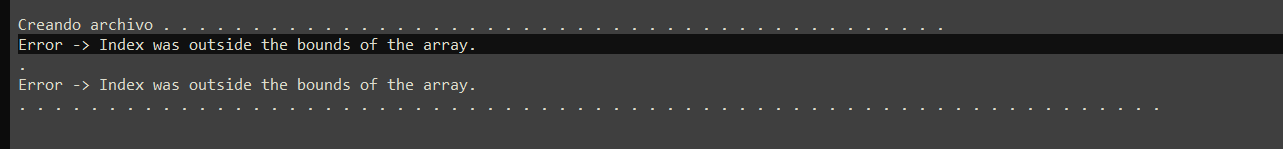 Creando archivo . . . . . . . . . . . . . . . . . . . . . . . . . . . . . . . . . . . . . . . . . . . .
Error -> Index was outside the bounds of the array.
.
Error -> Index was outside the bounds of the array.
. . . . . . . . . . . . . . . . . . . . . . . . . . . . . . . . . . . . . . . . . . . . . . . . . . . . . . . . . . . . . . . .